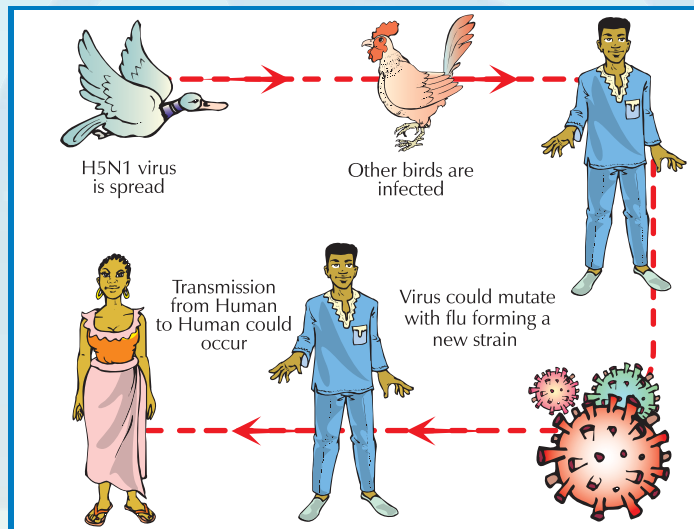 H5N1 virus
is spread
Other birds are
infected
Transmission
from Human
to Human could
occur
Virus could mutate
with flu forming a
new strain